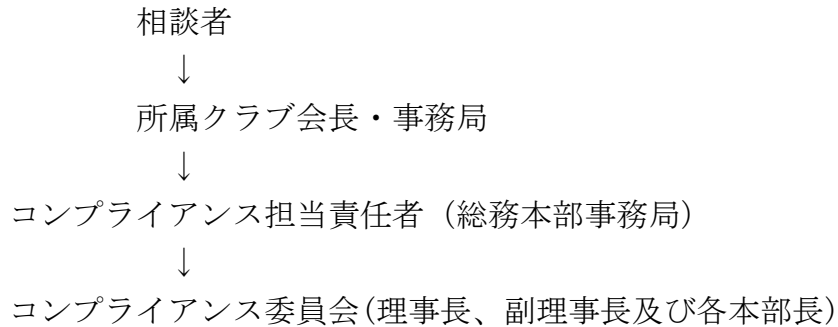 相談者
↓
所属クラブ会長・事務局
↓
コンプライアンス担当責任者（総務本部事務局）
↓
コンプライアンス委員会(理事長、副理事長及び各本部長)